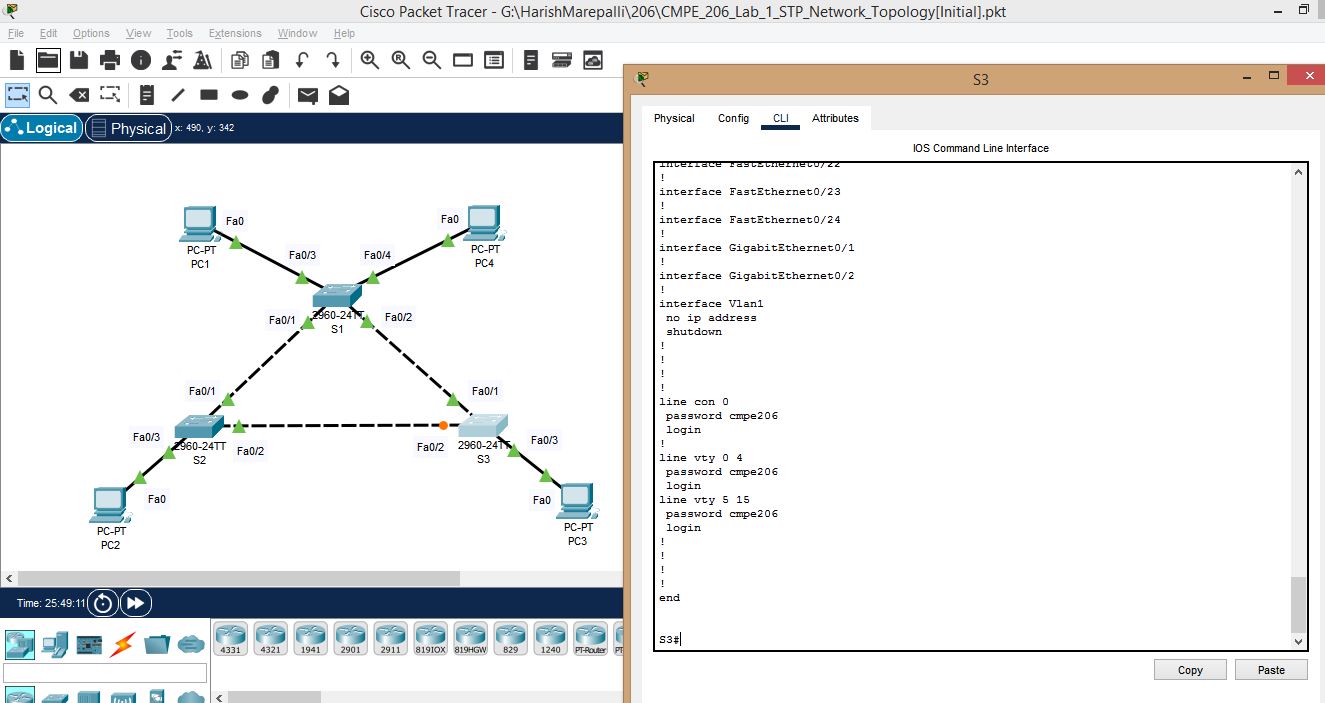 Cisco Packet Tracer - G:\HarishMarepalli\206\CMPE_206_Lab_1_STP_Network_Topology[Initial].pkt
File Edit Options View Tools Extensions Window Help
Logical Physical x: 490, y: 342
Fa0
PC-PT
PC1
Fa0/3
Fa0
PC-PT
PC4
Fa0/4
Fa0/1
2960-24TT
S1
Fa0/2
Fa0/1
Fa0/1
Fa0/3
2960-24TT
S2
Fa0/2
Fa0/2
2960-24TT
S3
Fa0/3
Fa0
PC-PT
PC2
Fa0
PC-PT
PC3
Time: 25:49:11
4331 4321 1941 2901 2911 819IOX 819HGW 829 1240 PT-Router
S3
Physical Config CLI Attributes
IOS Command Line Interface
interface FastEthernet0/22
!
interface FastEthernet0/23
!
interface FastEthernet0/24
!
interface GigabitEthernet0/1
!
interface GigabitEthernet0/2
!
interface Vlan1
no ip address
shutdown
!
!
!
!
line con 0
password cmpe206
login
!
line vty 0 4
password cmpe206
login
line vty 5 15
password cmpe206
login
!
!
!
!
end
S3#
Copy Paste